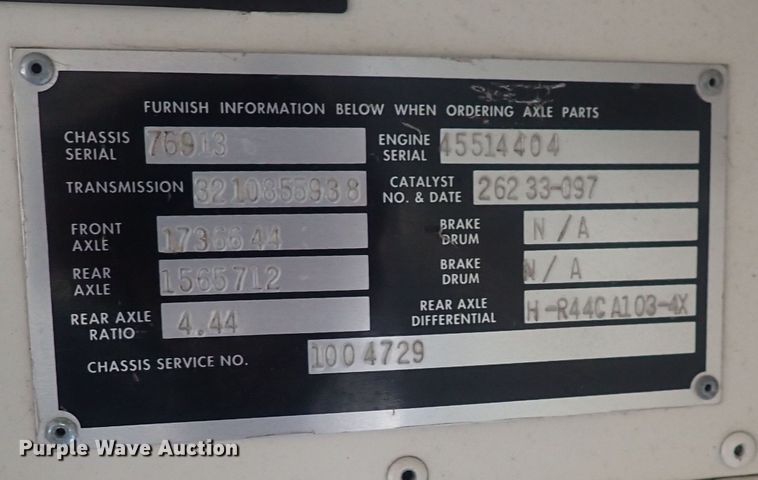 FURNISH INFORMATION BELOW WHEN ORDERING AXLE PARTS
CHASSIS SERIAL 76913
ENGINE SERIAL 45514404
TRANSMISSION 3210855938
CATALYST NO. & DATE 26233-097
FRONT AXLE 1736644
BRAKE DRUM N/A
REAR AXLE 1565712
BRAKE DRUM N/A
REAR AXLE RATIO 4.44
REAR AXLE DIFFERENTIAL H-R44CA103-4X
CHASSIS SERVICE NO. 1004729
Purple Wave Auction